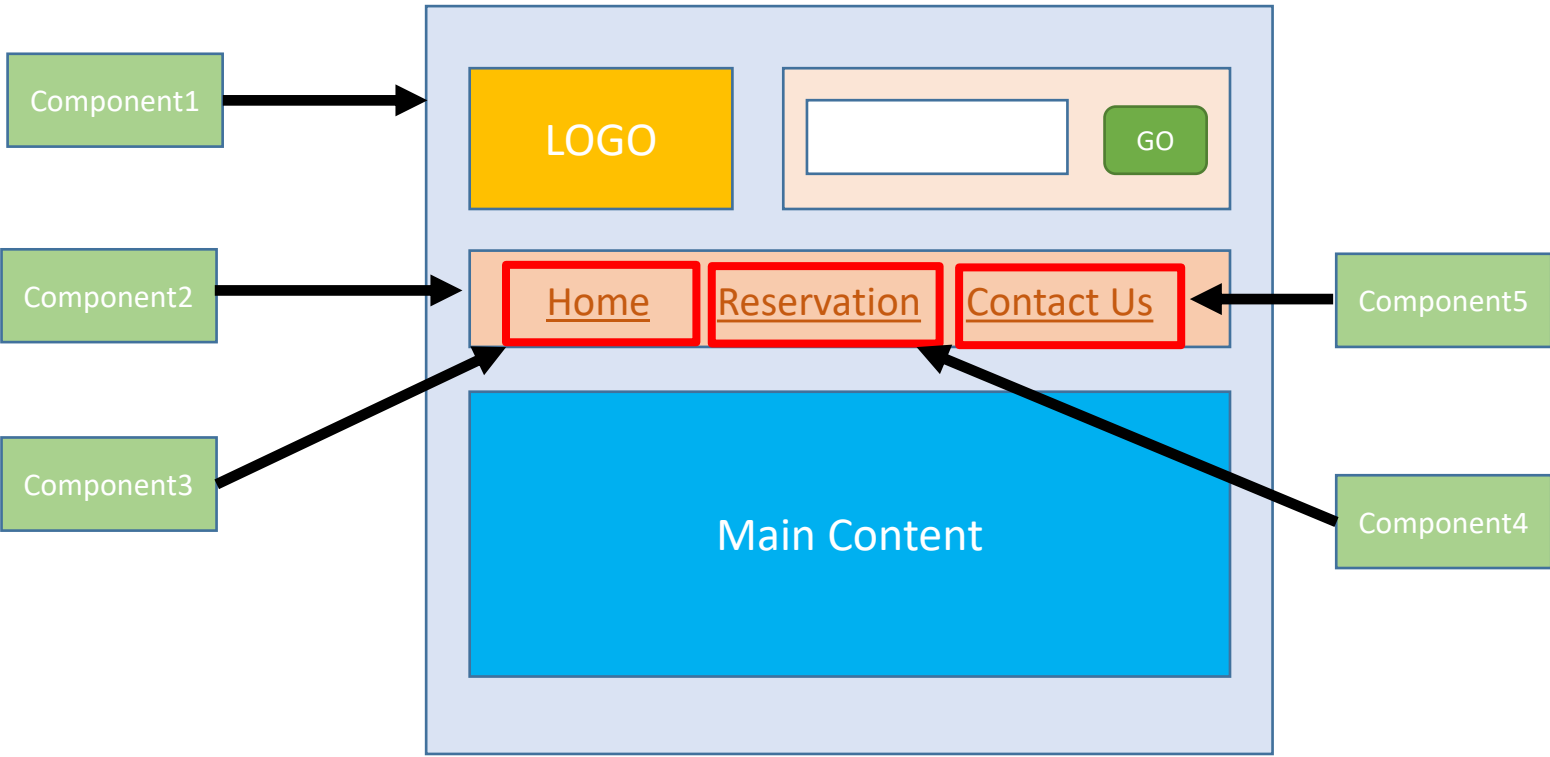 Component1
LOGO
GO
Component2
Home
Reservation
Contact Us
Component5
Component3
Main Content
Component4